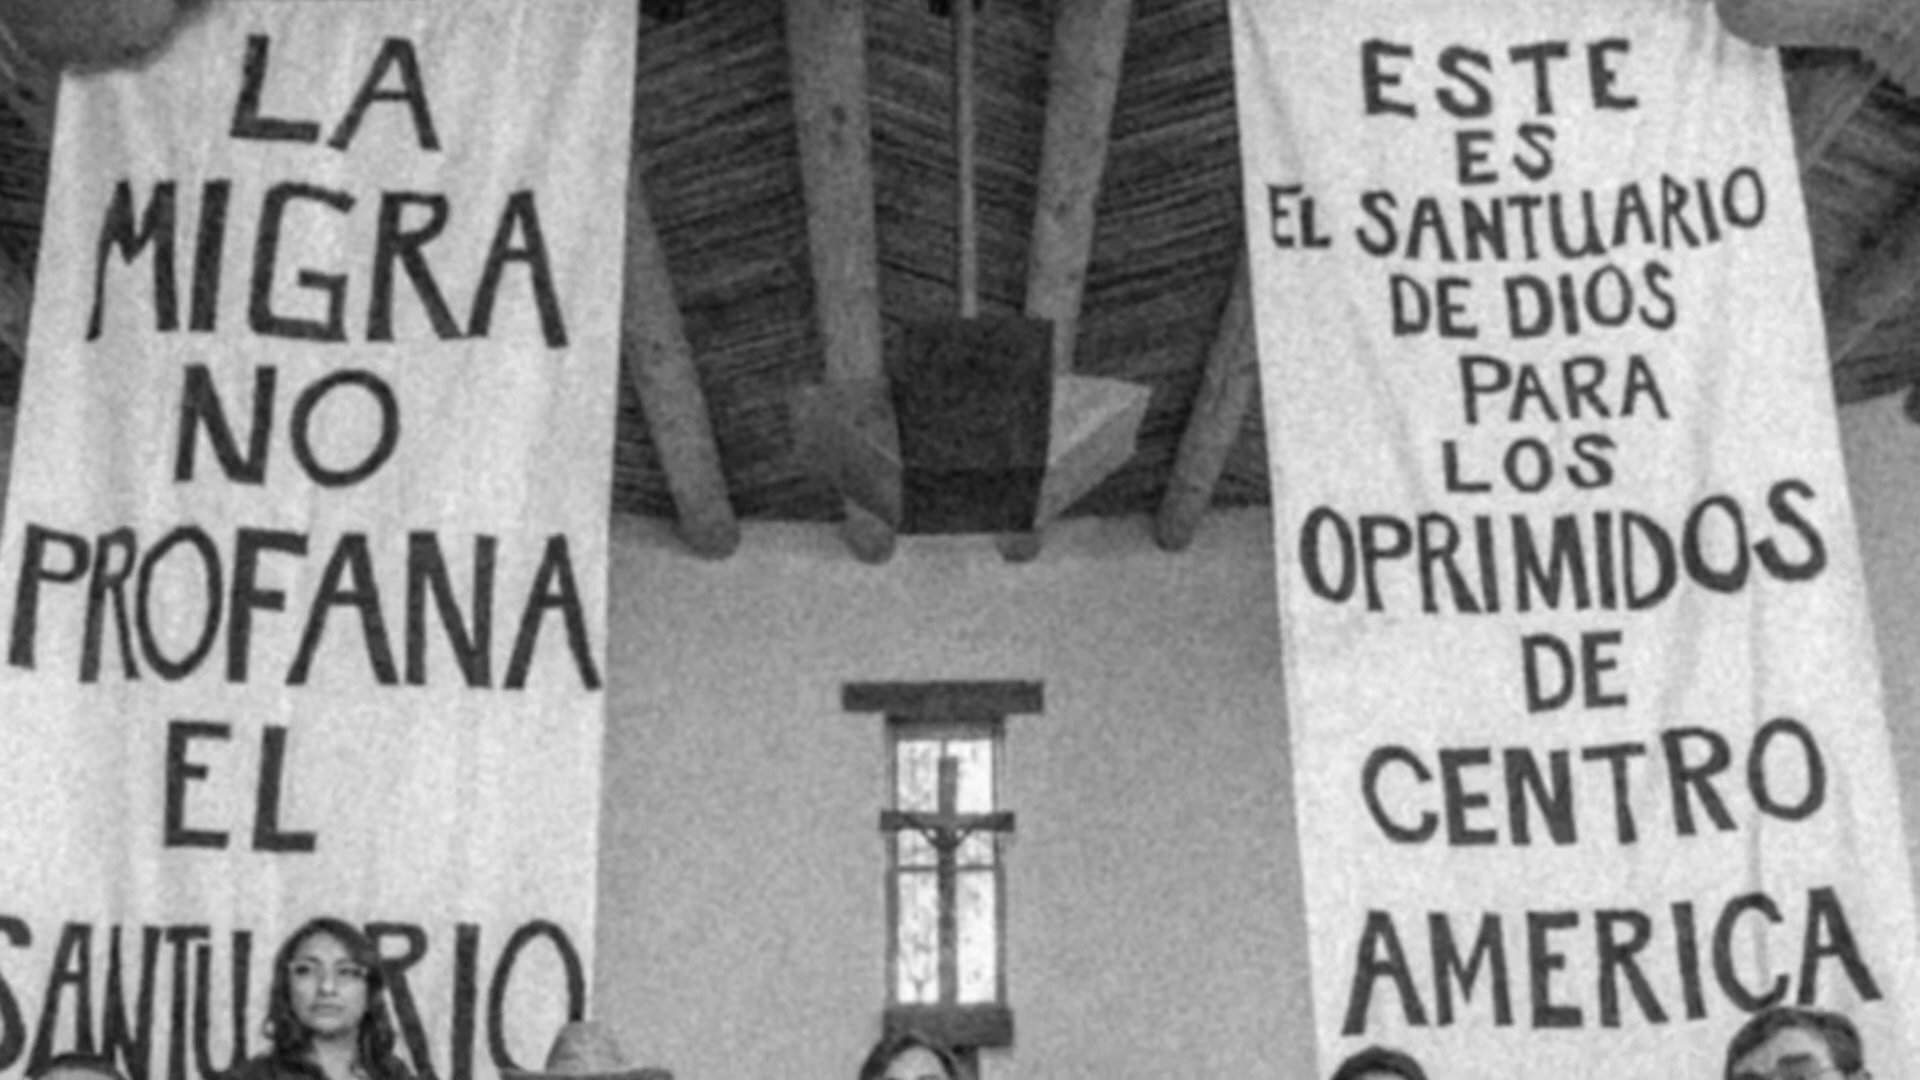 LA
MIGRA
NO
PROFANA
EL
SANTUARIO
ESTE
ES
EL SANTUARIO
DE DIOS
PARA
LOS
OPRIMIDOS
DE
CENTRO
AMERICA